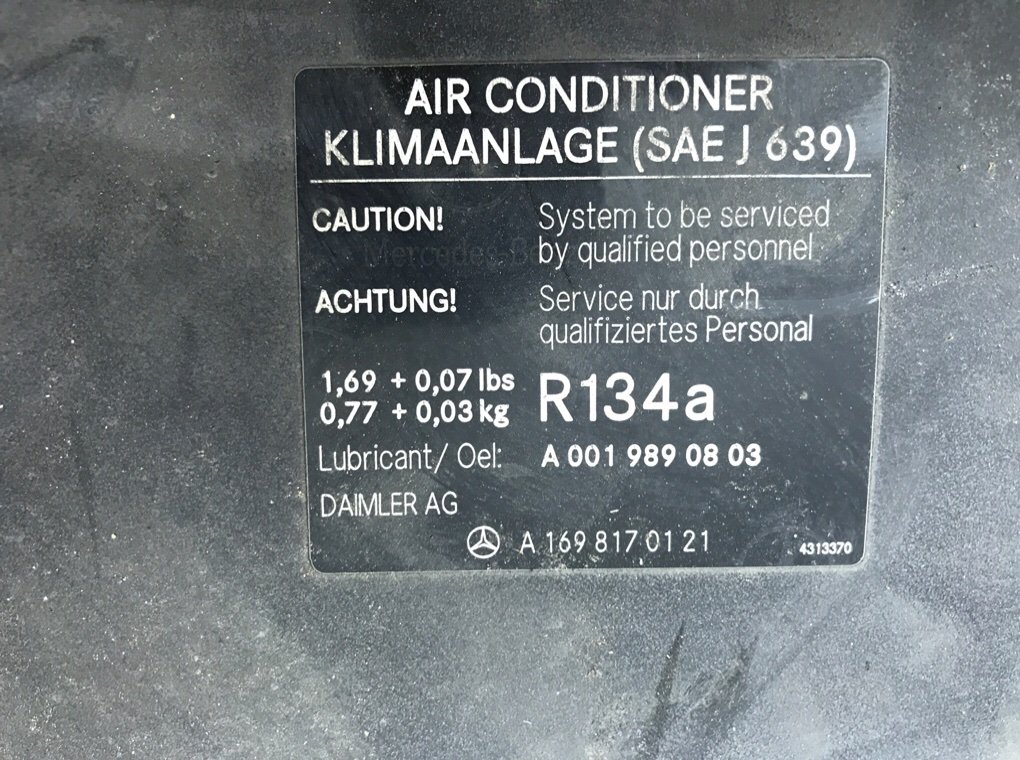 AIR CONDITIONER
KLIMAANLAGE (SAE J 639)
CAUTION! System to be serviced
by qualified personnel
ACHTUNG! Service nur durch
qualifiziertes Personal
1,69 + 0,07 lbs
0,77 + 0,03 kg R134a
Lubricant/ Oel: A 001 989 08 03
DAIMLER AG
A 169 817 01 21 4313370